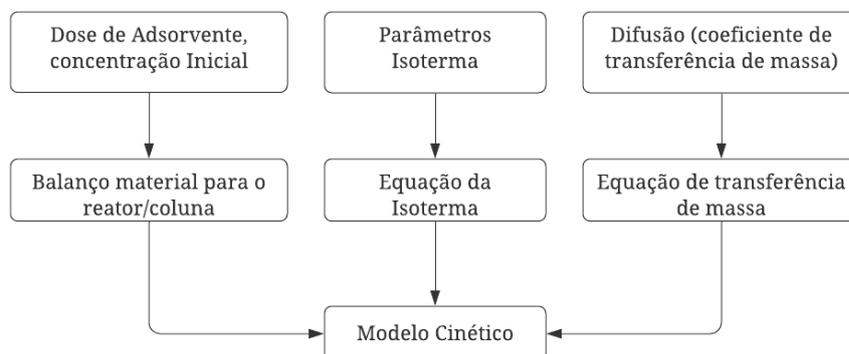 Dose de Adsorvente,
concentração Inicial
Parâmetros
Isoterma
Difusão (coeficiente de
transferência de massa)
Balanço material para o
reator/coluna
Equação da
Isoterma
Equação de transferência
de massa
Modelo Cinético